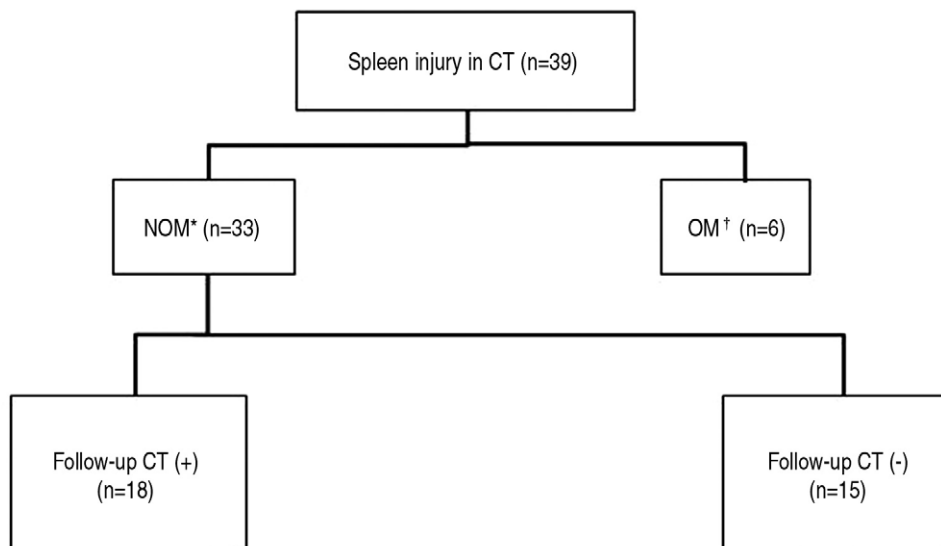 Spleen injury in CT (n=39)
NOM* (n=33)
OM† (n=6)
Follow-up CT (+)
(n=18)
Follow-up CT (-)
(n=15)